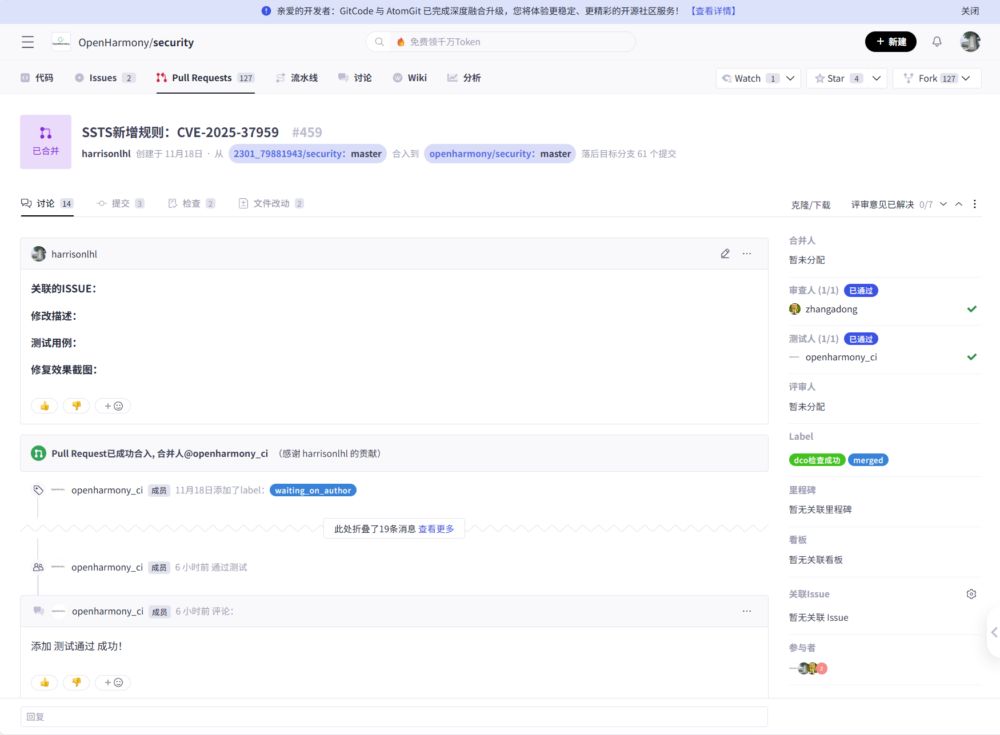 亲爱的开发者：GitCode 与 AtomGit 已完成深度融合升级，您将体验更稳定、更精彩的开源社区服务！ 【查看详情】 关闭
OpenHarmony/security 免费领千万Token 新建
代码 Issues 2 Pull Requests 127 流水线 讨论 Wiki 分析 Watch 1 Star 4 Fork 127
已合并
SSTS新增规则：CVE-2025-37959 #459
harrisonlhl 创建于 11月18日 · 从 2301_79881943/security：master 合入到 openharmony/security：master 落后目标分支 61 个提交
讨论 14 提交 3 检查 2 文件改动 2 克隆/下载 评审意见已解决 0/7
harrisonlhl
关联的ISSUE：
修改描述：
测试用例：
修复效果截图：
Pull Request已成功合入, 合并人@openharmony_ci （感谢 harrisonlhl 的贡献）
openharmony_ci 成员 11月18日添加了label： waiting_on_author
此处折叠了19条消息 查看更多
openharmony_ci 成员 6 小时前 通过测试
openharmony_ci 成员 6 小时前 评论：
添加 测试通过 成功！
回复
合并人
暂未分配
审查人 (1/1) 已通过
zhangadong
测试人 (1/1) 已通过
openharmony_ci
评审人
暂未分配
Label
dco检查成功 merged
里程碑
暂无关联里程碑
看板
暂无关联看板
关联Issue
暂无关联 Issue
参与者
z